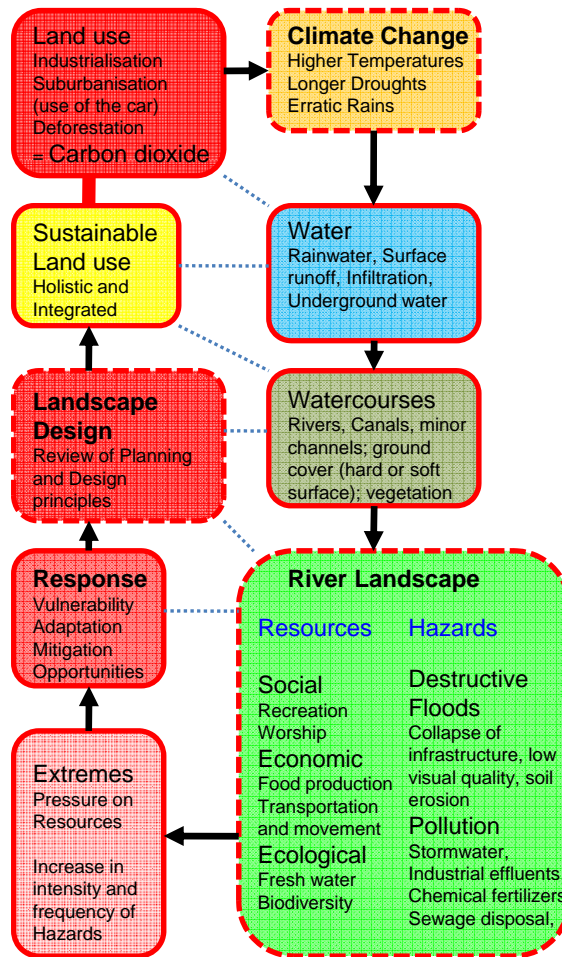 Land use
Industrialisation
Suburbanisation
(use of the car)
Deforestation
= Carbon dioxide
Climate Change
Higher Temperatures
Longer Droughts
Erratic Rains
Sustainable
Land use
Holistic and
Integrated
Water
Rainwater, Surface
runoff, Infiltration,
Underground water
Landscape
Design
Review of Planning
and Design
principles
Watercourses
Rivers, Canals, minor
channels; ground
cover (hard or soft
surface); vegetation
Response
Vulnerability
Adaptation
Mitigation
Opportunities
River Landscape
Resources
Social
Recreation
Worship
Economic
Food production
Transportation
and movement
Ecological
Fresh water
Biodiversity
Hazards
Destructive
Floods
Collapse of
infrastructure, low
visual quality, soil
erosion
Pollution
Stormwater,
Industrial effluents
Chemical fertilizers
Sewage disposal,
Extremes
Pressure on
Resources
Increase in
intensity and
frequency of
Hazards